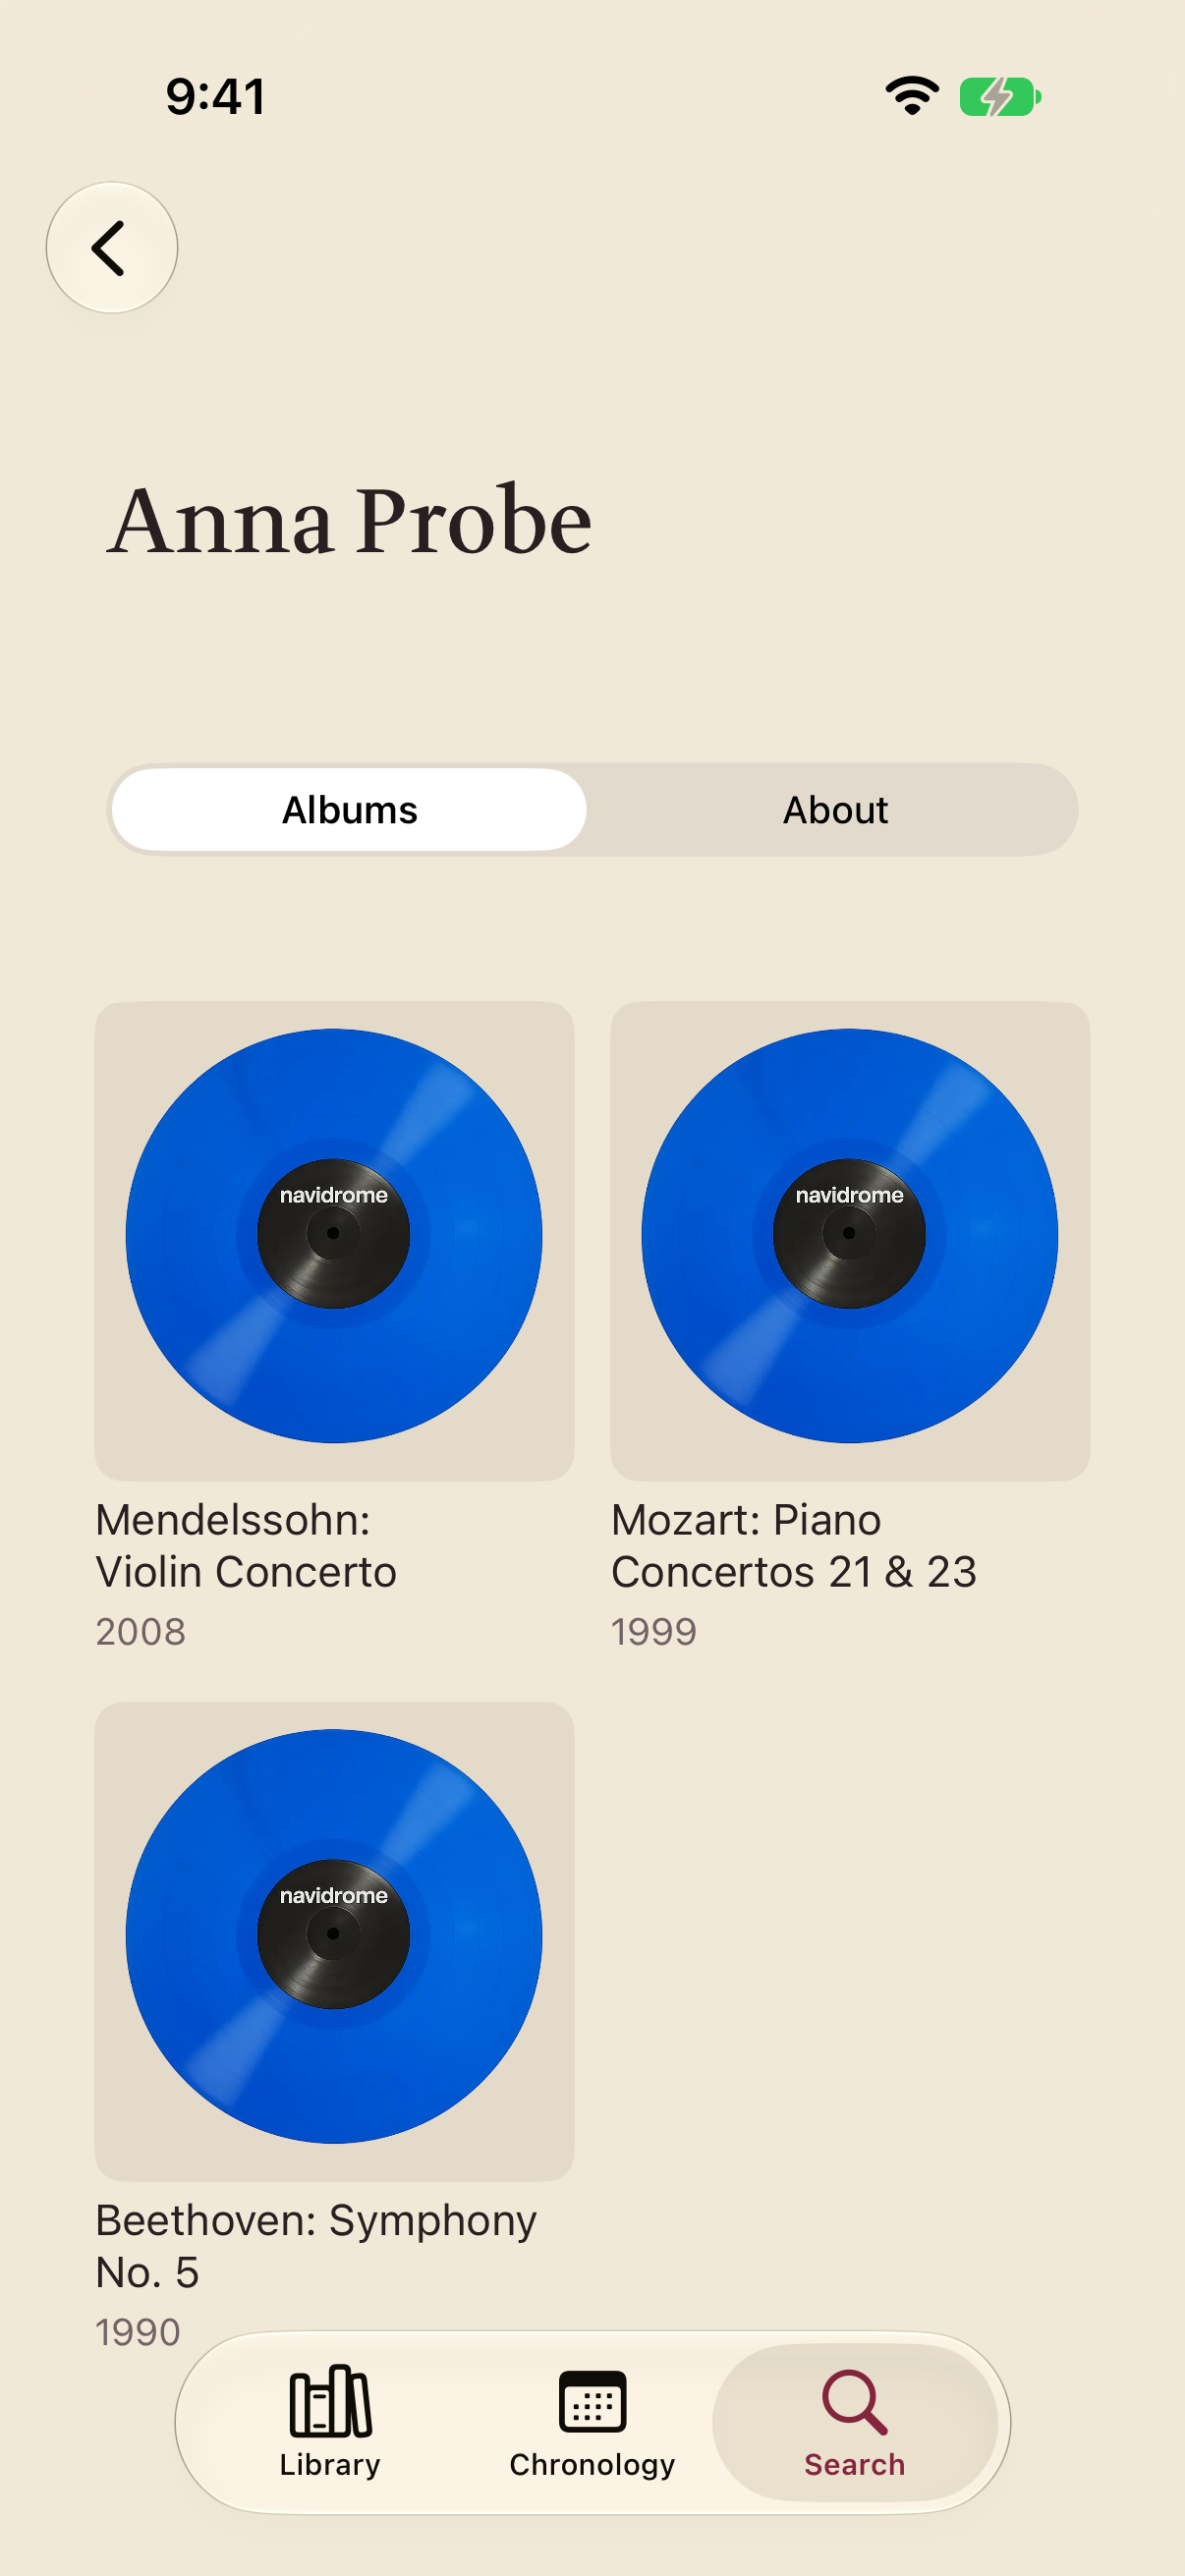 9:41
Anna Probe
Albums
About
navidrome
navidrome
Mendelssohn:
Violin Concerto
2008
Mozart: Piano
Concertos 21 & 23
1999
navidrome
Beethoven: Symphony
No. 5
1990
Library
Chronology
Search